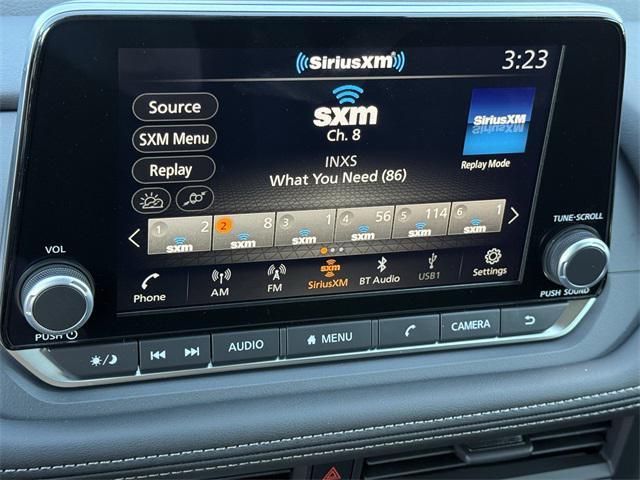 SiriusXM
3:23
Source
SXM Menu
Replay
sxm
Ch. 8
INXS
What You Need (86)
SiriusXM
Replay Mode
1 2 sxm
2 8 sxm
3 1 sxm
4 56 sxm
5 114 sxm
6 1 sxm
Phone
AM
FM
sxm
SiriusXM
BT Audio
USB1
Settings
VOL
PUSH
TUNE·SCROLL
PUSH SOUND
AUDIO
MENU
CAMERA